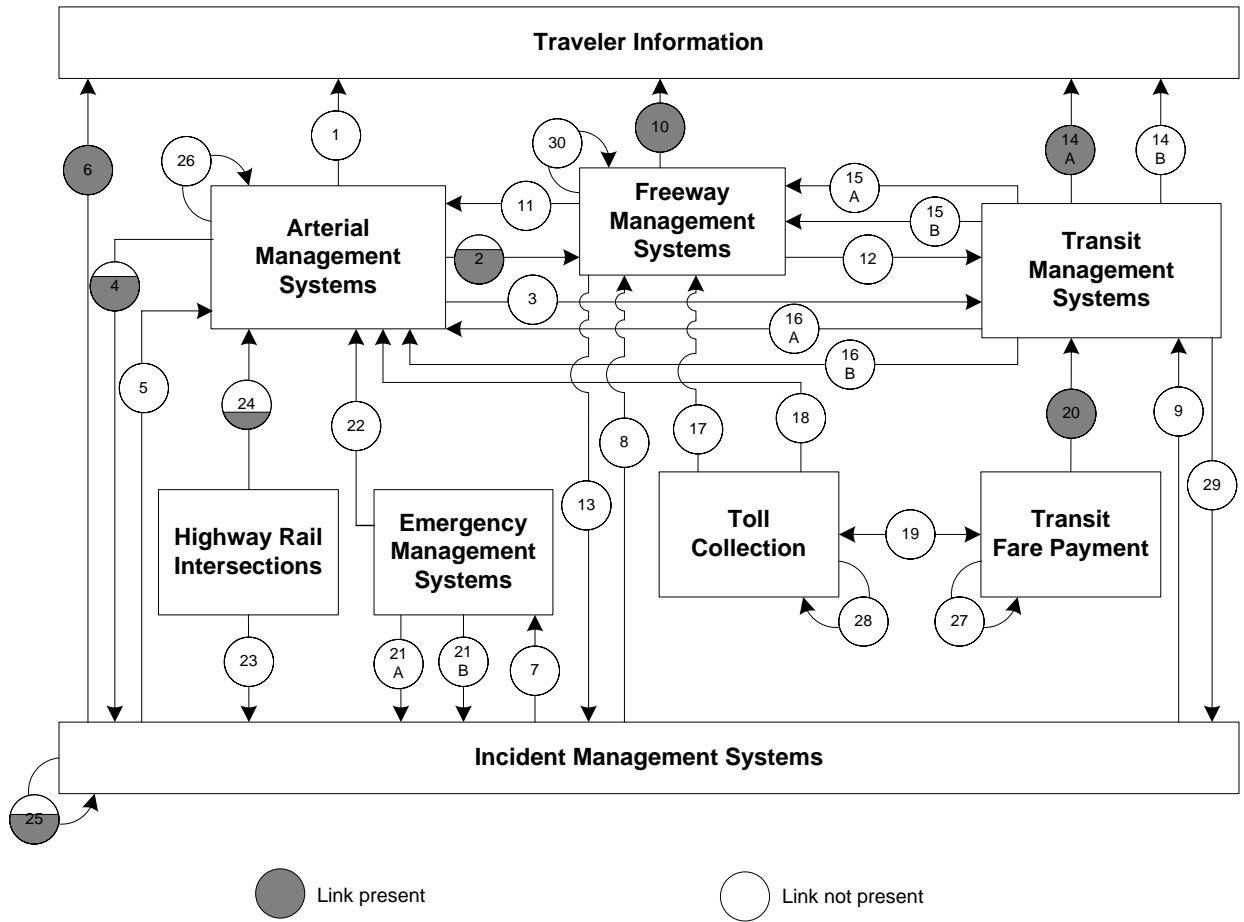 Traveler Information
6
1
10
14
A
14
B
26
30
15
A
11
Freeway
Management
Systems
15
B
Arterial
Management
Systems
2
12
Transit
Management
Systems
4
3
16
A
16
B
5
24
22
8
17
18
20
9
13
29
Highway Rail
Intersections
Emergency
Management
Systems
Toll
Collection
19
Transit
Fare Payment
28
27
23
21
A
21
B
7
Incident Management Systems
25
Link present
Link not present